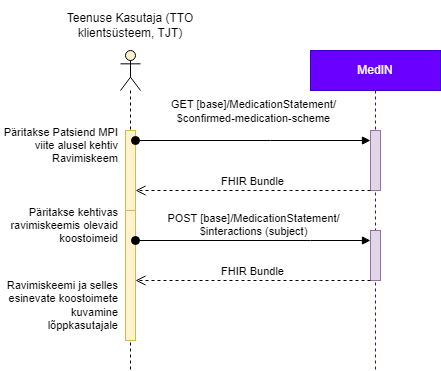 Teenuse Kasutaja (TTO
klientsüsteem, TJT)
MedIN
GET [base]/MedicationStatement/
$confirmed-medication-scheme
Päritakse Patsiend MPI
viite alusel kehtiv
Ravimiskeem
FHIR Bundle
Päritakse kehtivas
ravimiskeemis olevaid
koostoimeid
POST [base]/MedicationStatement/
$interactions (subject)
FHIR Bundle
Ravimiskeemi ja selles
esinevate koostoimete
kuvamine
lõppkasutajale